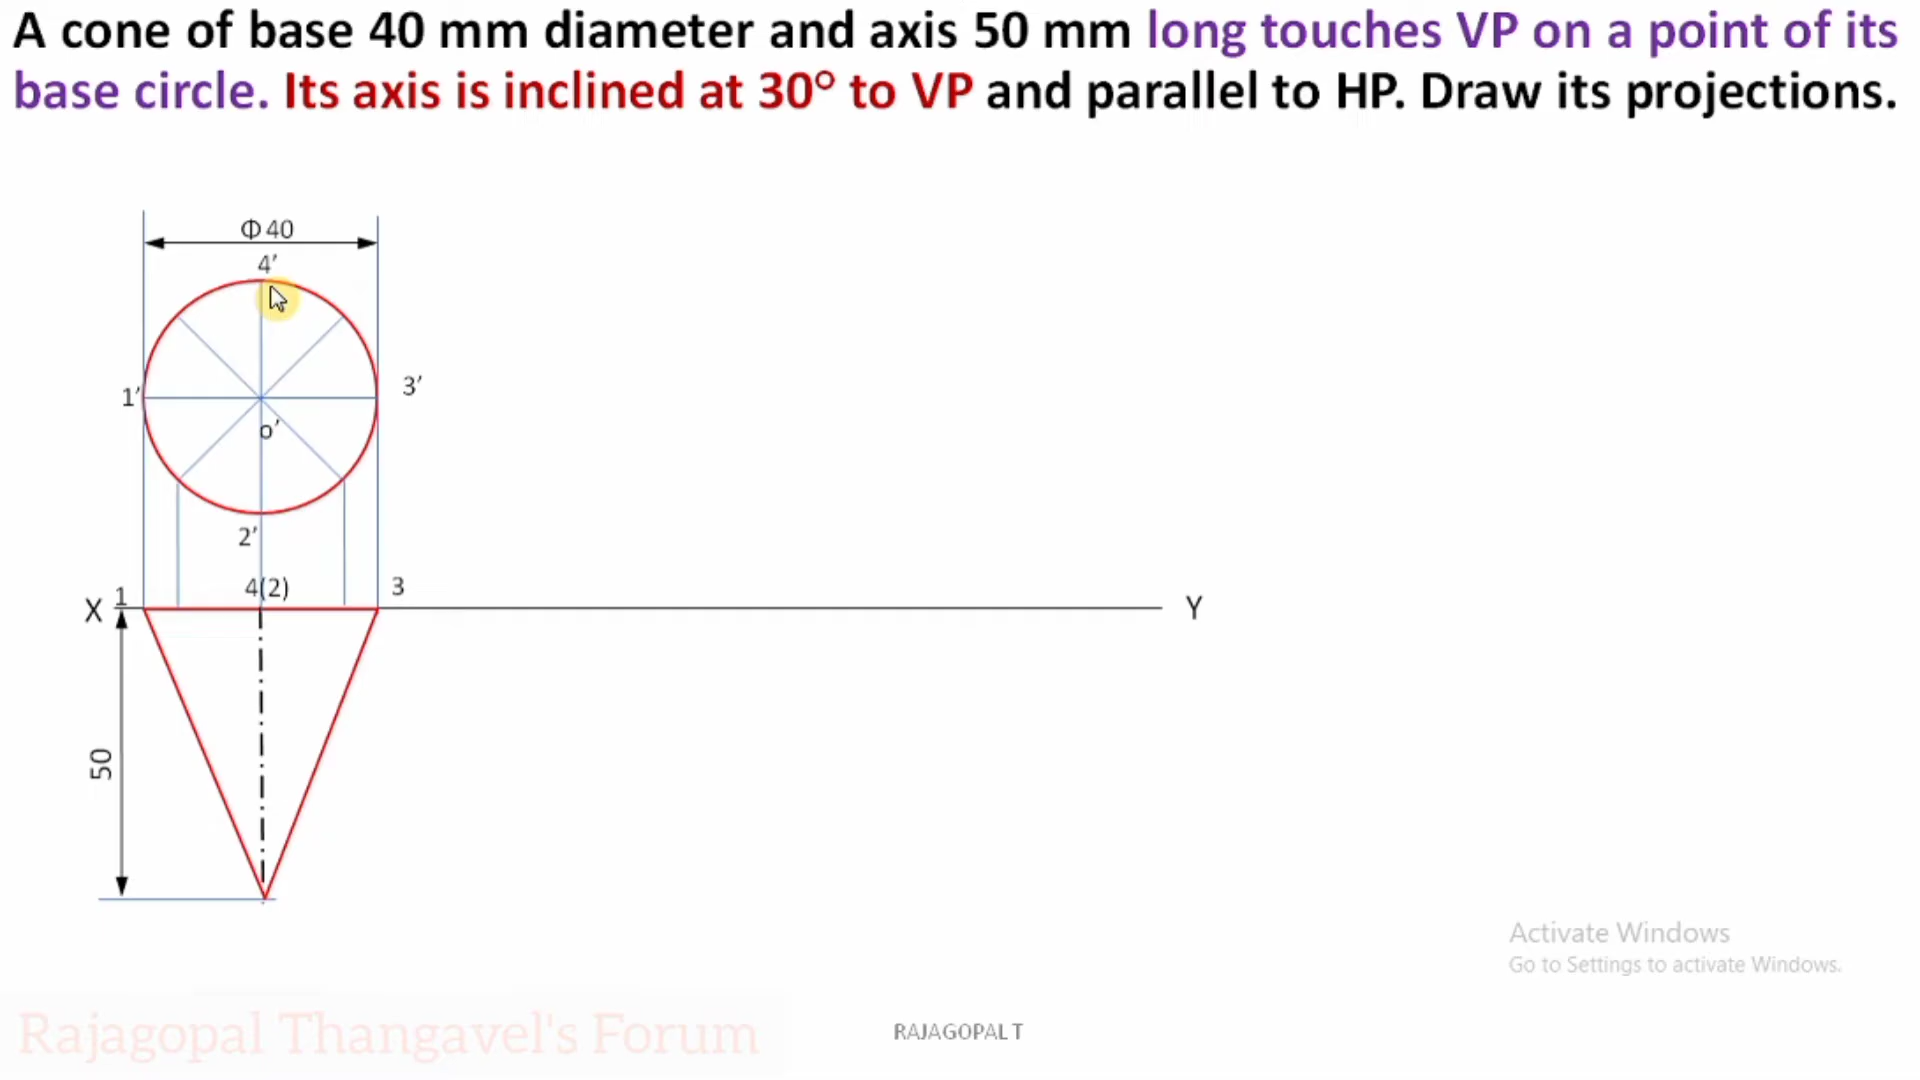 A cone of base 40 mm diameter and axis 50 mm long touches VP on a point of its
base circle. Its axis is inclined at 30° to VP and parallel to HP. Draw its projections.
Φ40
4'
1'
3'
o'
2'
4(2)
3
1
X
Y
50
Activate Windows
Go to Settings to activate Windows.
Rajagopal Thangavel's Forum
RAJAGOPAL T